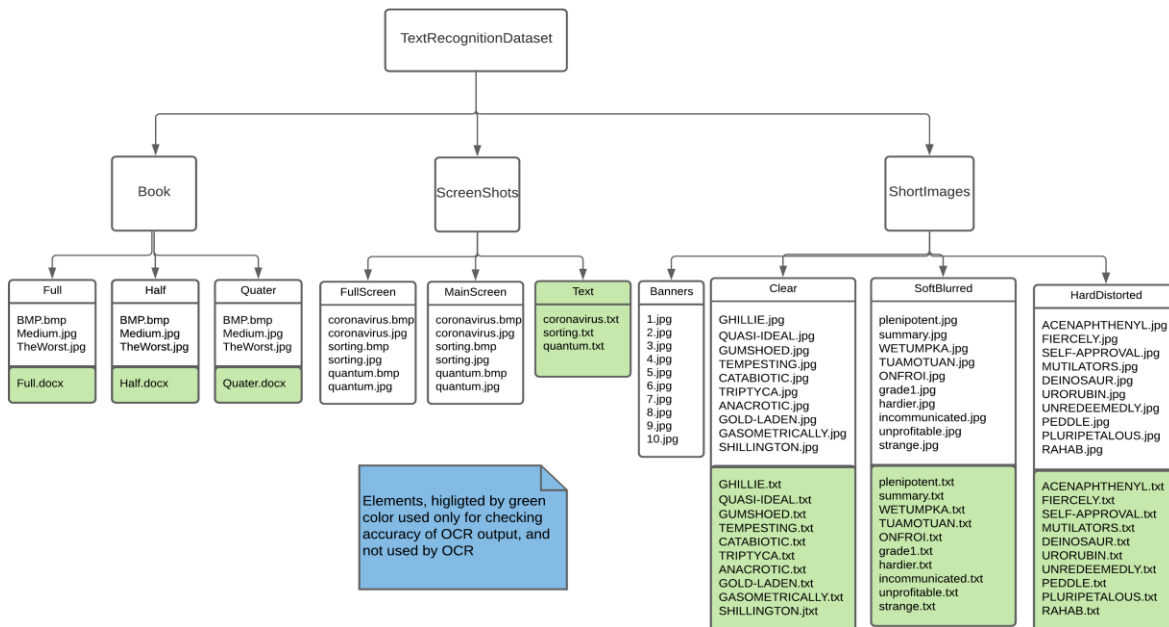 TextRecognitionDataset
Book
ScreenShots
ShortImages
Full
BMP.bmp
Medium.jpg
TheWorst.jpg
Full.docx
Half
BMP.bmp
Medium.jpg
TheWorst.jpg
Half.docx
Quater
BMP.bmp
Medium.jpg
TheWorst.jpg
Quater.docx
FullScreen
coronavirus.bmp
coronavirus.jpg
sorting.bmp
sorting.jpg
quantum.bmp
quantum.jpg
MainScreen
coronavirus.bmp
coronavirus.jpg
sorting.bmp
sorting.jpg
quantum.bmp
quantum.jpg
Text
coronavirus.txt
sorting.txt
quantum.txt
Banners
1.jpg
2.jpg
3.jpg
4.jpg
5.jpg
6.jpg
7.jpg
8.jpg
9.jpg
10.jpg
Clear
GHILLIE.jpg
QUASI-IDEAL.jpg
GUMSHOED.jpg
TEMPESTING.jpg
CATABIOTIC.jpg
TRIPTYCA.jpg
ANACROTIC.jpg
GOLD-LADEN.jpg
GASOMETRICALLY.jpg
SHILLINGTON.jpg
GHILLIE.txt
QUASI-IDEAL.txt
GUMSHOED.txt
TEMPESTING.txt
CATABIOTIC.txt
TRIPTYCA.txt
ANACROTIC.txt
GOLD-LADEN.txt
GASOMETRICALLY.txt
SHILLINGTON.jtxt
SoftBlurred
plenipotent.jpg
summary.jpg
WETUMPKA.jpg
TUAMOTUAN.jpg
ONFROI.jpg
grade1.jpg
hardier.jpg
incommunicated.jpg
unprofitable.jpg
strange.jpg
plenipotent.txt
summary.txt
WETUMPKA.txt
TUAMOTUAN.txt
ONFROI.txt
grade1.txt
hardier.txt
incommunicated.txt
unprofitable.txt
strange.txt
HardDistorted
ACENAPHTHENYL.jpg
FIERCELY.jpg
SELF-APPROVAL.jpg
MUTILATORS.jpg
DEINOSAUR.jpg
URORUBIN.jpg
UNREDEEMEDLY.jpg
PEDDLE.jpg
PLURIPETALOUS.jpg
RAHAB.jpg
ACENAPHTHENYL.txt
FIERCELY.txt
SELF-APPROVAL.txt
MUTILATORS.txt
DEINOSAUR.txt
URORUBIN.txt
UNREDEEMEDLY.txt
PEDDLE.txt
PLURIPETALOUS.txt
RAHAB.txt
Elements, higligted by green
color used only for checking
accuracy of OCR output, and
not used by OCR